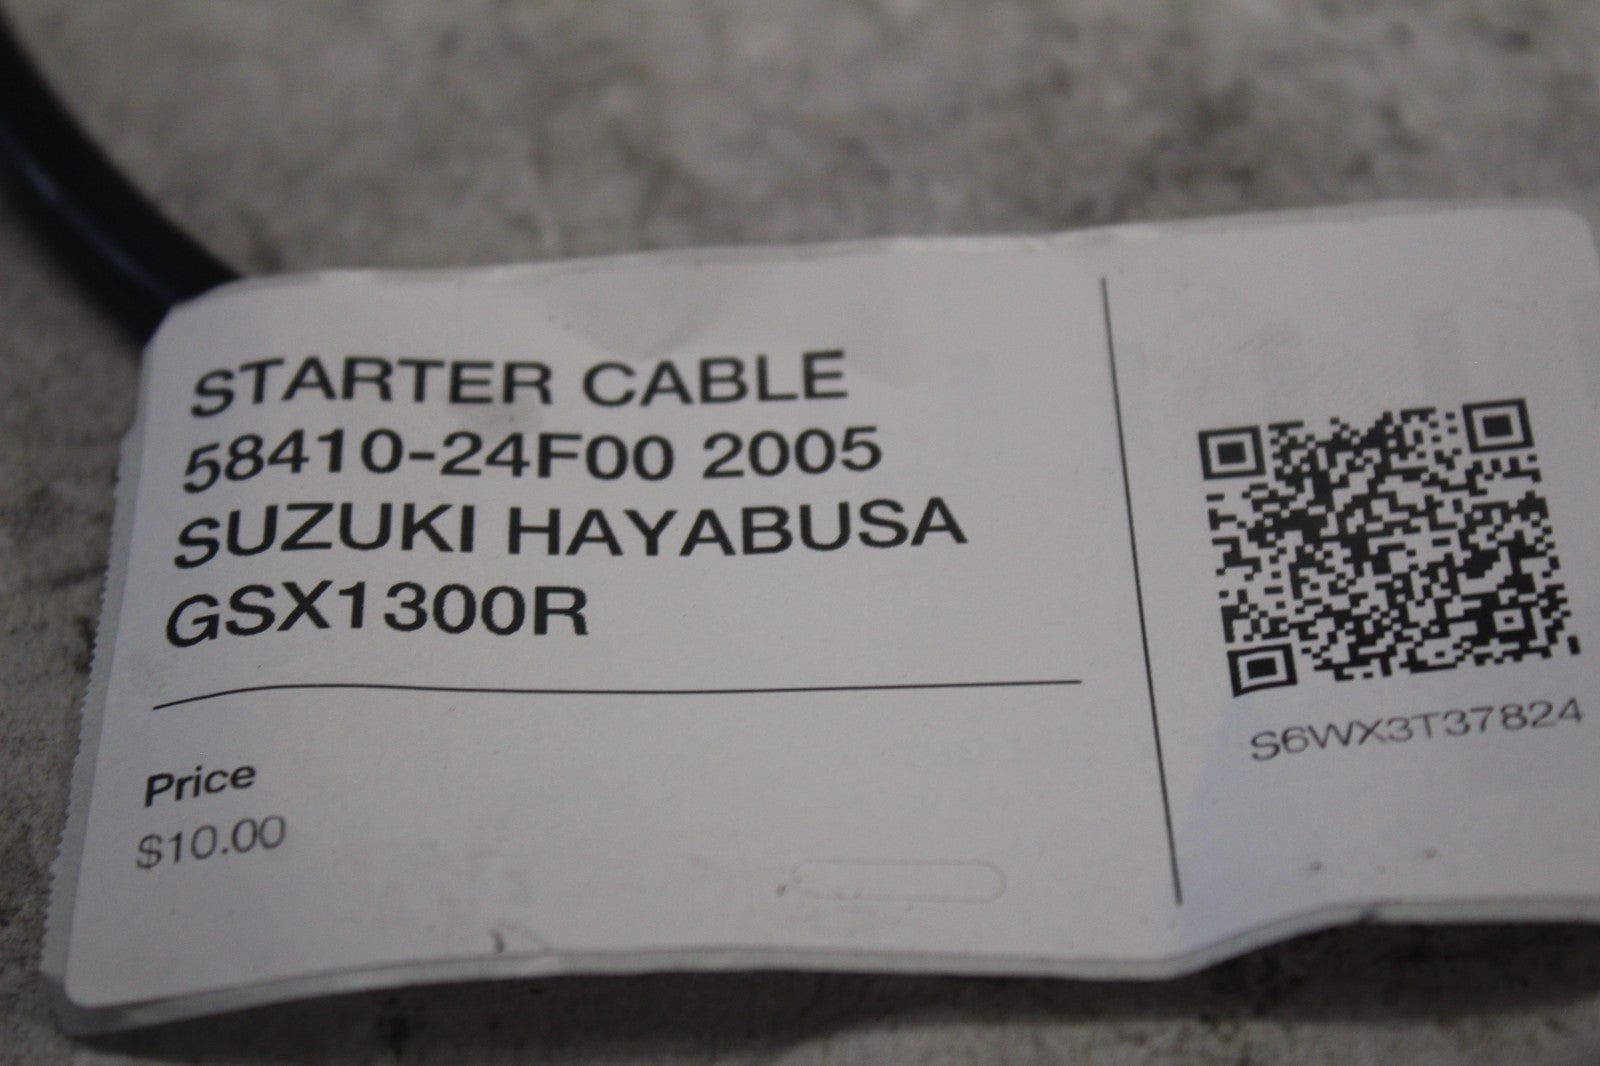 STARTER CABLE
58410-24F00 2005
SUZUKI HAYABUSA
GSX1300R
Price
$10.00
S6WX3T37824